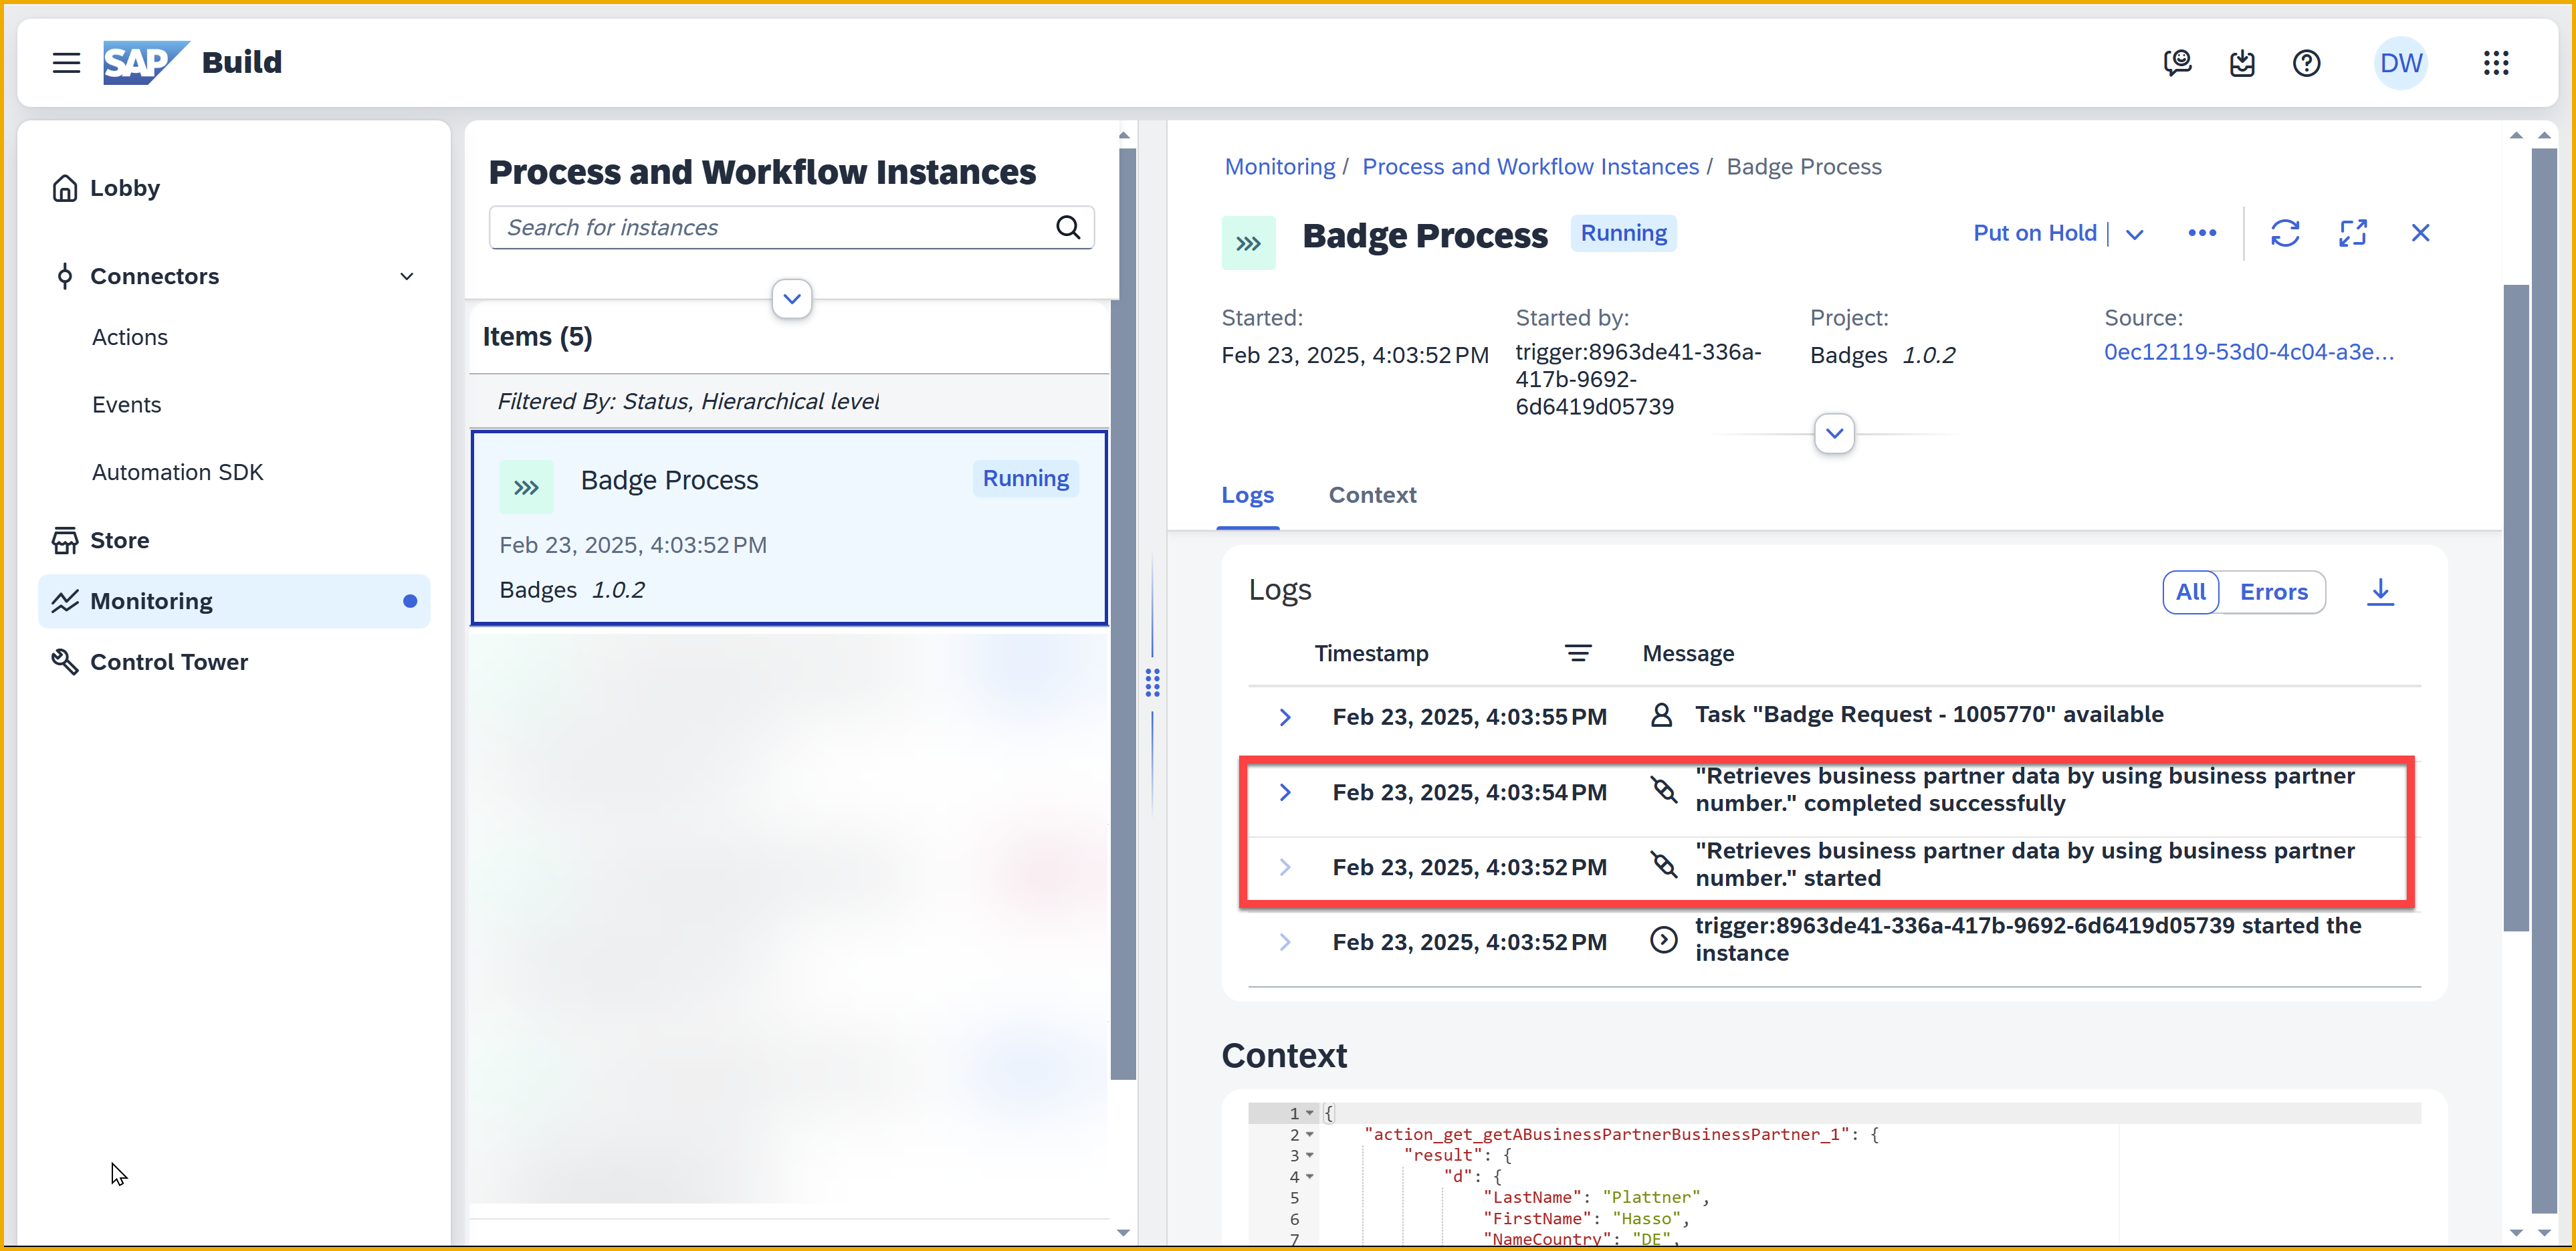 SAP Build
DW
Lobby
Connectors
Actions
Events
Automation SDK
Store
Monitoring
Control Tower
Process and Workflow Instances
Search for instances
Items (5)
Filtered By: Status, Hierarchical level
Badge Process Running
Feb 23, 2025, 4:03:52 PM
Badges 1.0.2
Monitoring / Process and Workflow Instances / Badge Process
Badge Process Running
Put on Hold
Started:
Feb 23, 2025, 4:03:52 PM
Started by:
trigger:8963de41-336a-
417b-9692-
6d6419d05739
Project:
Badges 1.0.2
Source:
0ec12119-53d0-4c04-a3e...
Logs Context
Logs
All Errors
Timestamp Message
Feb 23, 2025, 4:03:55 PM Task "Badge Request - 1005770" available
Feb 23, 2025, 4:03:54 PM "Retrieves business partner data by using business partner
number." completed successfully
Feb 23, 2025, 4:03:52 PM "Retrieves business partner data by using business partner
number." started
Feb 23, 2025, 4:03:52 PM trigger:8963de41-336a-417b-9692-6d6419d05739 started the
instance
Context
1 {
2 "action_get_getABusinessPartnerBusinessPartner_1": {
3 "result": {
4 "d": {
5 "LastName": "Plattner",
6 "FirstName": "Hasso",
7 "NameCountry": "DE",